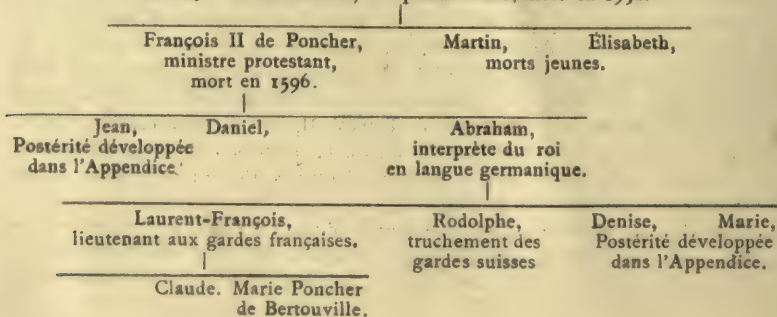 François II de Poncher,
ministre protestant,
mort en 1596.
Martin, Élisabeth,
morts jeunes.
Jean,
Postérité développée
dans l'Appendice.
Daniel,
Abraham,
interprète du roi
en langue germanique.
Laurent-François,
lieutenant aux gardes françaises.
Rodolphe,
truchement des
gardes suisses
Denise, Marie,
Postérité développée
dans l'Appendice.
Claude. Marie Poncher
de Bertouville.